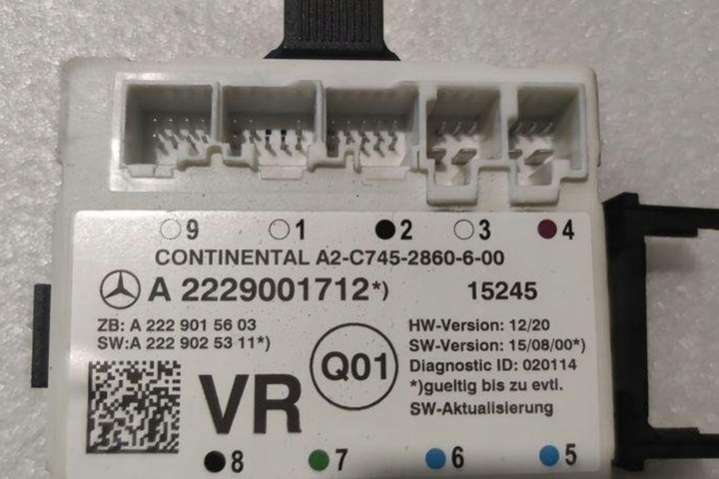 9 1 2 3 4
CONTINENTAL A2-C745-2860-6-00
A 2229001712*) 15245
ZB: A 222 901 56 03
SW:A 222 902 53 11*)
Q01
HW-Version: 12/20
SW-Version: 15/08/00*)
Diagnostic ID: 020114
*)gueltig bis zu evtl.
SW-Aktualisierung
VR
8 7 6 5